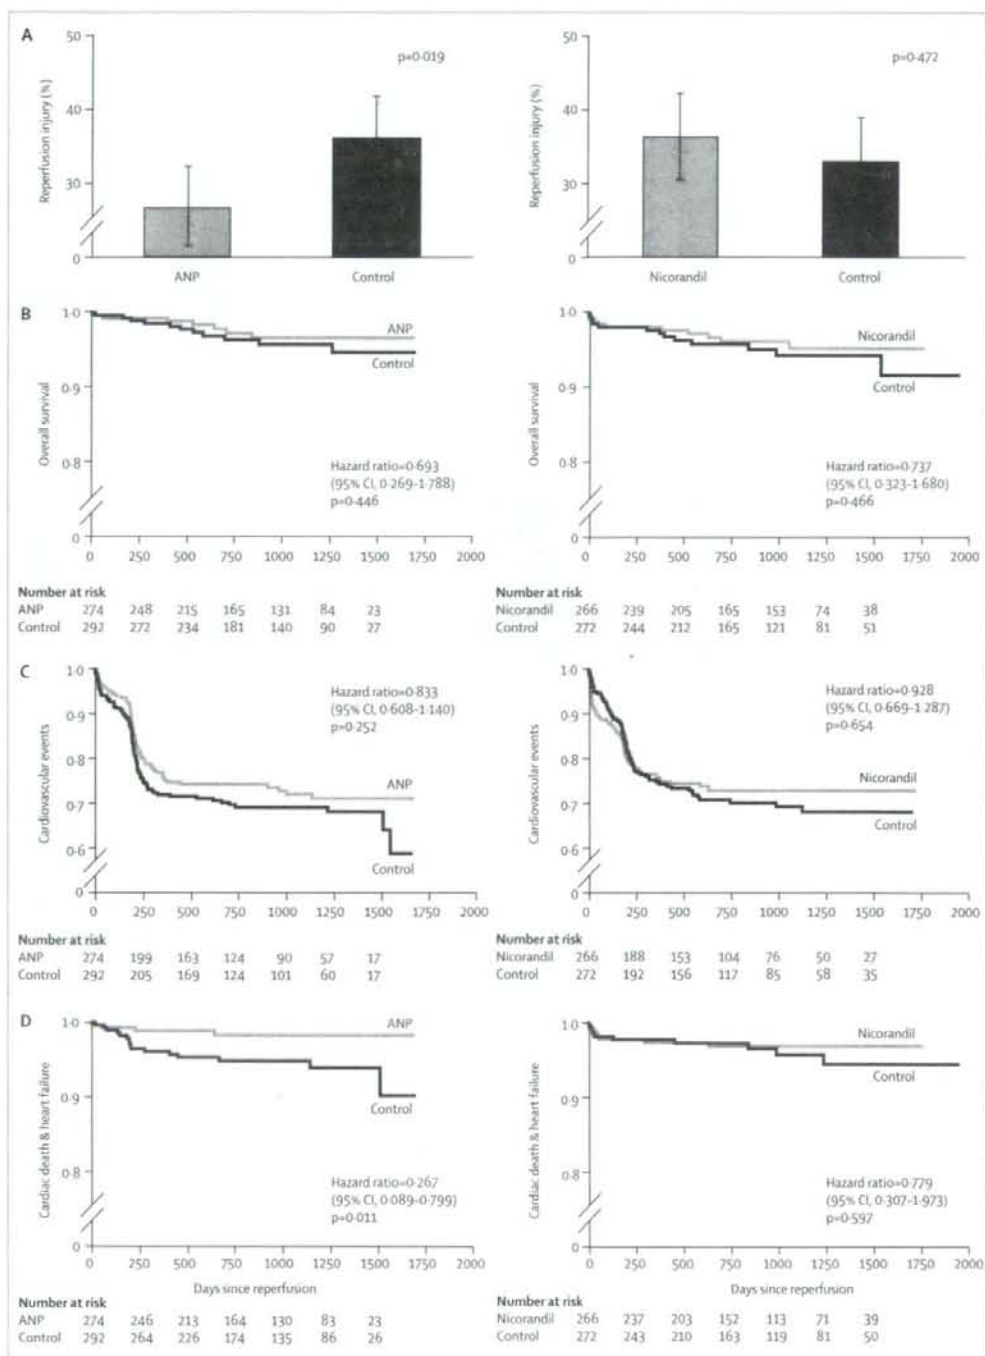 A
50
40
30
0
Reperfusion injury (%)
p=0·019
ANP
Control
50
40
30
0
Reperfusion injury (%)
p=0·472
Nicorandil
Control
B
1·0
0·9
0·8
0
Overall survival
ANP
Control
Hazard ratio=0·693
(95% CI, 0·269–1·788)
p=0·446
0 250 500 750 1000 1250 1500 1750 2000
Number at risk
ANP 274 248 215 165 131 84 23
Control 292 272 234 181 140 90 27
1·0
0·9
0·8
0
Overall survival
Nicorandil
Control
Hazard ratio=0·737
(95% CI, 0·323–1·680)
p=0·466
0 250 500 750 1000 1250 1500 1750 2000
Number at risk
Nicorandil 266 239 205 165 153 74 38
Control 272 244 212 165 121 81 51
C
1·0
0·9
0·8
0·7
0·6
0
Cardiovascular events
Hazard ratio=0·833
(95% CI, 0·608–1·140)
p=0·252
ANP
Control
0 250 500 750 1000 1250 1500 1750 2000
Number at risk
ANP 274 199 163 124 90 57 17
Control 292 205 169 124 101 60 17
1·0
0·9
0·8
0·7
0·6
0
Cardiovascular events
Hazard ratio=0·928
(95% CI, 0·669–1·287)
p=0·654
Nicorandil
Control
0 250 500 750 1000 1250 1500 1750 2000
Number at risk
Nicorandil 266 188 153 104 76 50 27
Control 272 192 156 117 85 58 35
D
1·0
0·9
0·8
0
Cardiac death & heart failure
ANP
Control
Hazard ratio=0·267
(95% CI, 0·089–0·799)
p=0·011
0 250 500 750 1000 1250 1500 1750 2000
Days since reperfusion
Number at risk
ANP 274 246 213 164 130 83 23
Control 292 264 226 174 135 86 26
1·0
0·9
0·8
0
Cardiac death & heart failure
Nicorandil
Control
Hazard ratio=0·779
(95% CI, 0·307–1·973)
p=0·597
0 250 500 750 1000 1250 1500 1750 2000
Days since reperfusion
Number at risk
Nicorandil 266 237 203 152 113 71 39
Control 272 243 210 163 119 81 50